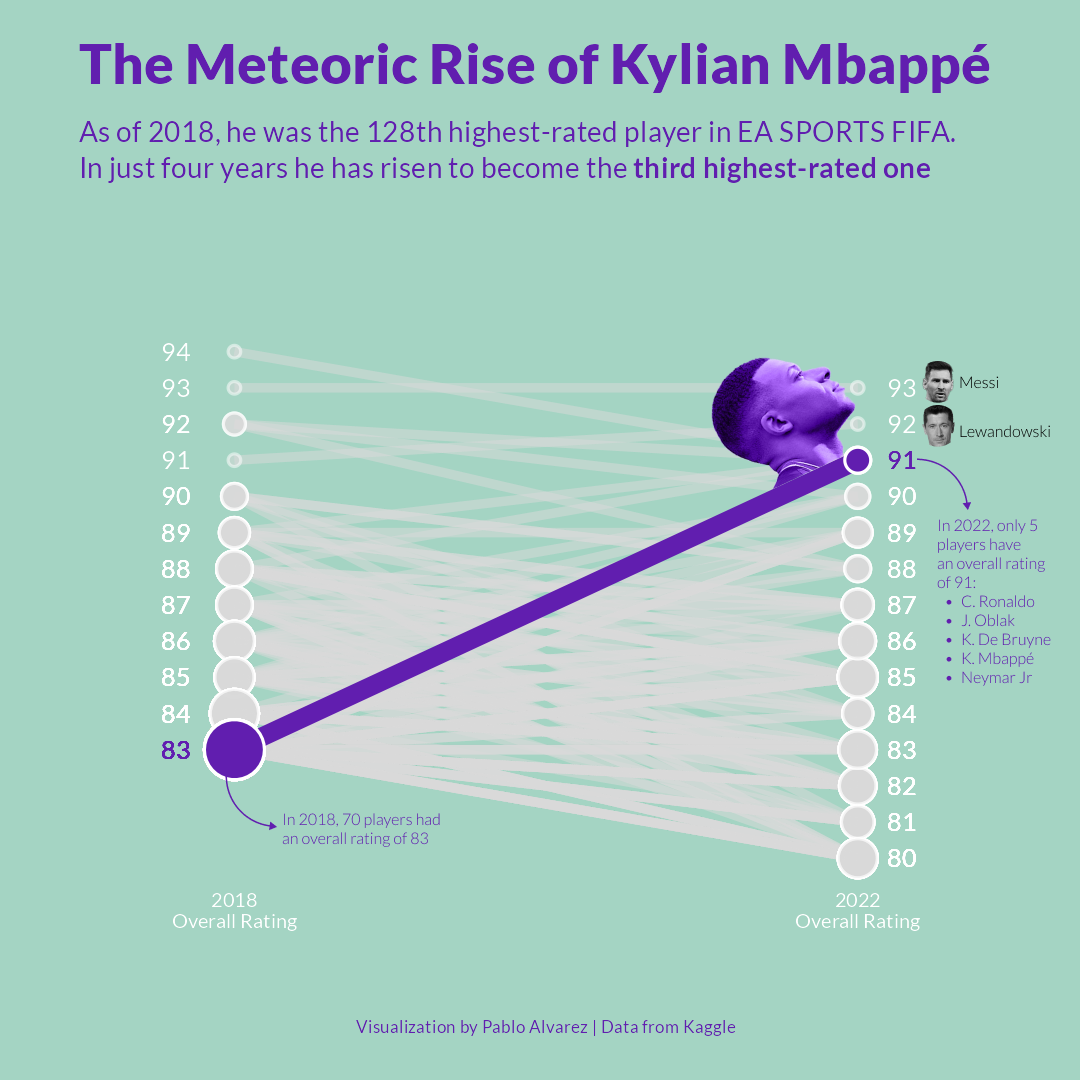 The Meteoric Rise of Kylian Mbappé
As of 2018, he was the 128th highest-rated player in EA SPORTS FIFA.
In just four years he has risen to become the third highest-rated one
94
93
92
91
90
89
88
87
86
85
84
83
In 2018, 70 players had
an overall rating of 83
2018
Overall Rating
93 Messi
92 Lewandowski
91
90
89
88
87
86
85
84
83
82
81
80
In 2022, only 5
players have
an overall rating
of 91:
• C. Ronaldo
• J. Oblak
• K. De Bruyne
• K. Mbappé
• Neymar Jr
2022
Overall Rating
Visualization by Pablo Alvarez | Data from Kaggle